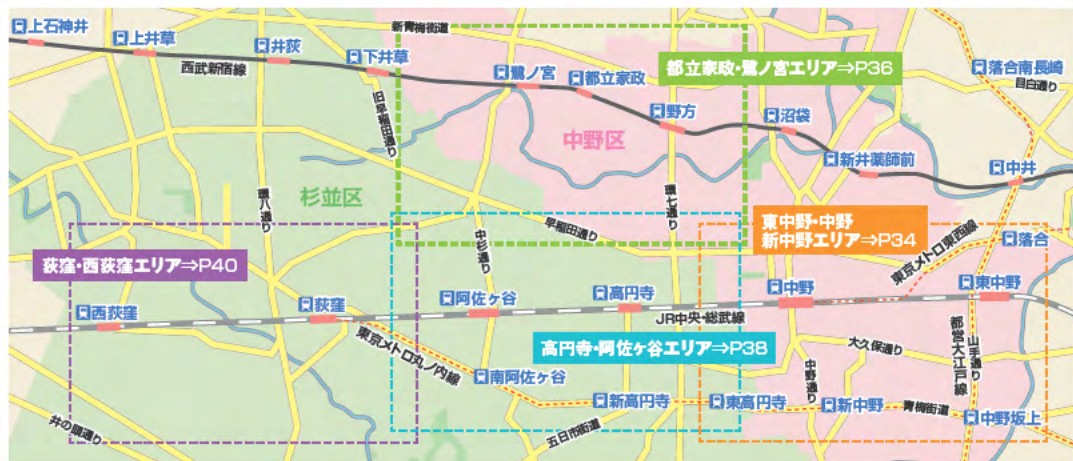 上石神井
上井草
井荻
下井草
新青梅街道
西武新宿線
鷺ノ宮
都立家政
都立家政・鷺ノ宮エリア⇒P36
落合南長崎
目白通り
旧早稲田通り
野方
沼袋
中野区
新井薬師前
中井
杉並区
環八通り
環七通り
早稲田通り
中杉通り
東中野・中野
新中野エリア⇒P34
落合
東京メトロ東西線
荻窪・西荻窪エリア⇒P40
西荻窪
荻窪
阿佐ヶ谷
高円寺
中野
東中野
JR中央・総武線
高円寺・阿佐ヶ谷エリア⇒P38
大久保通り
都営大江戸線
山手通り
東京メトロ丸ノ内線
南阿佐ヶ谷
中野通り
新高円寺
東高円寺
新中野
青梅街道
中野坂上
井の頭通り
五日市街道